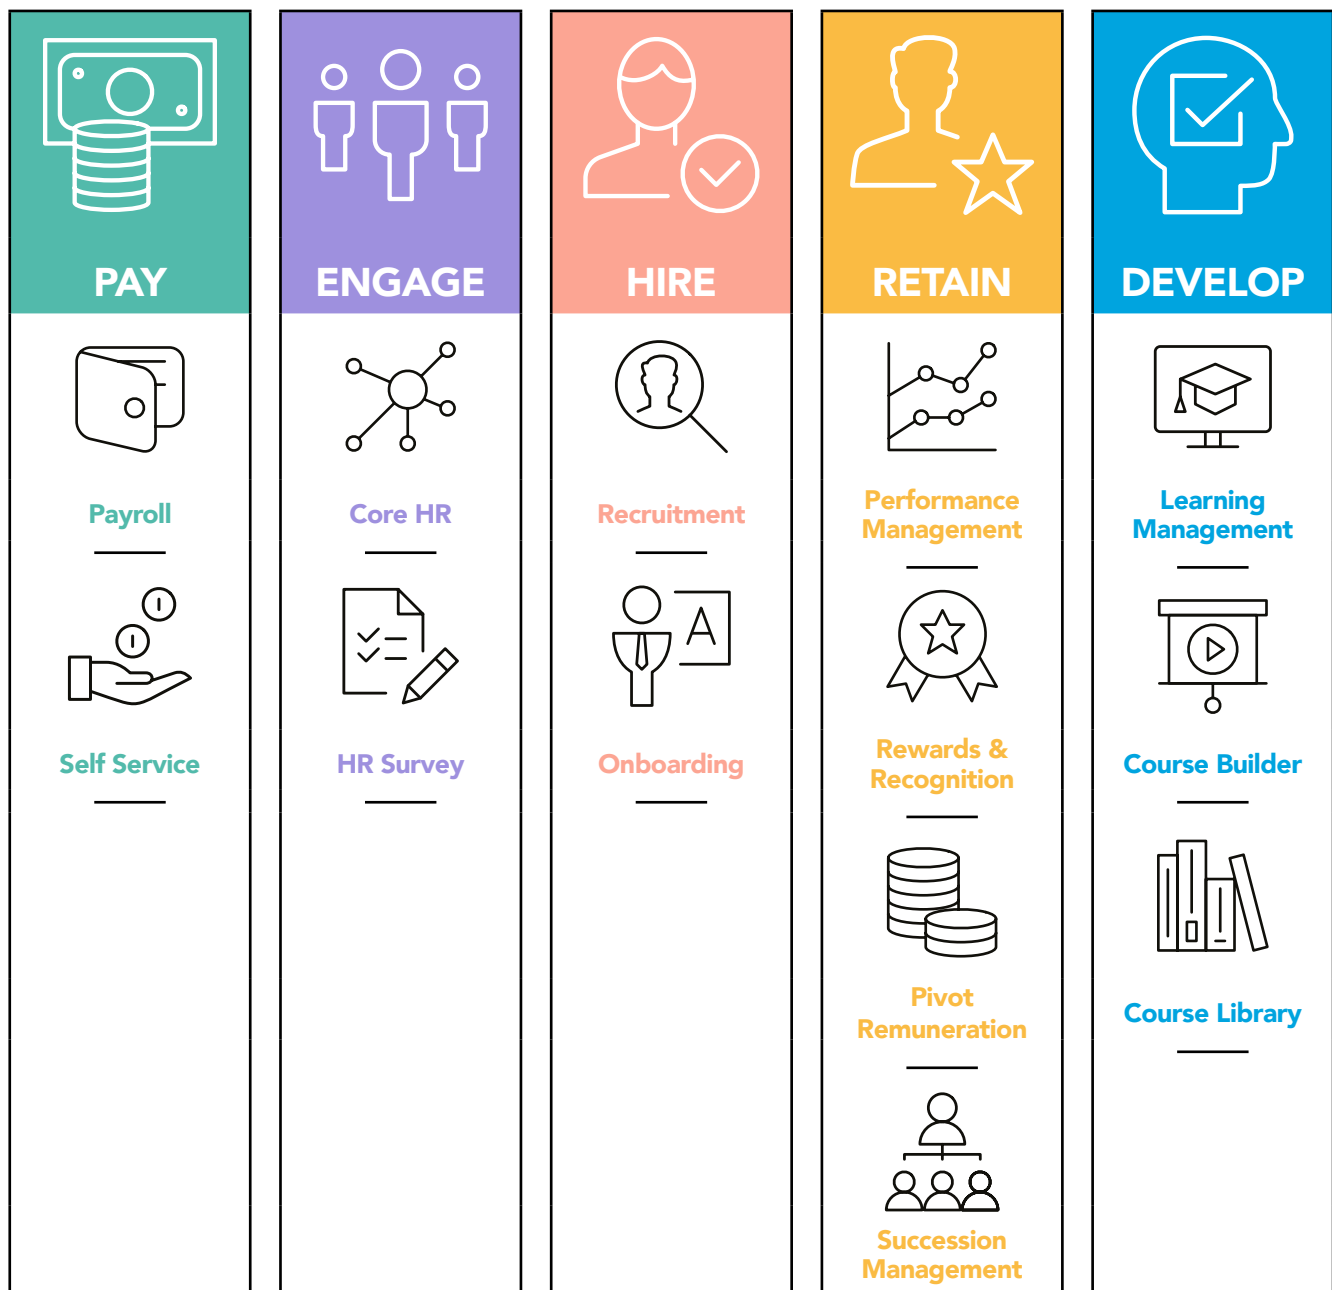 PAY
Payroll
Self Service
ENGAGE
Core HR
HR Survey
HIRE
Recruitment
A
Onboarding
RETAIN
Performance
Management
Rewards &
Recognition
Pivot
Remuneration
Succession
Management
DEVELOP
Learning
Management
Course Builder
Course Library